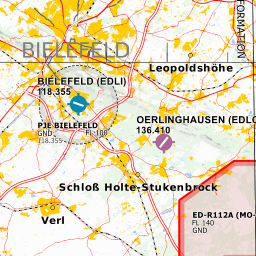 BIELEFELD
FORMATION
Leopoldshöhe
BIELEFELD (EDLI)
118.355
OERLINGHAUSEN (EDLO
136.410
PJE BIELEFELD
GND
FL 100
118.355
Schloß Holte-Stukenbrock
Verl
ED-R112A (MO-
FL 140
GND